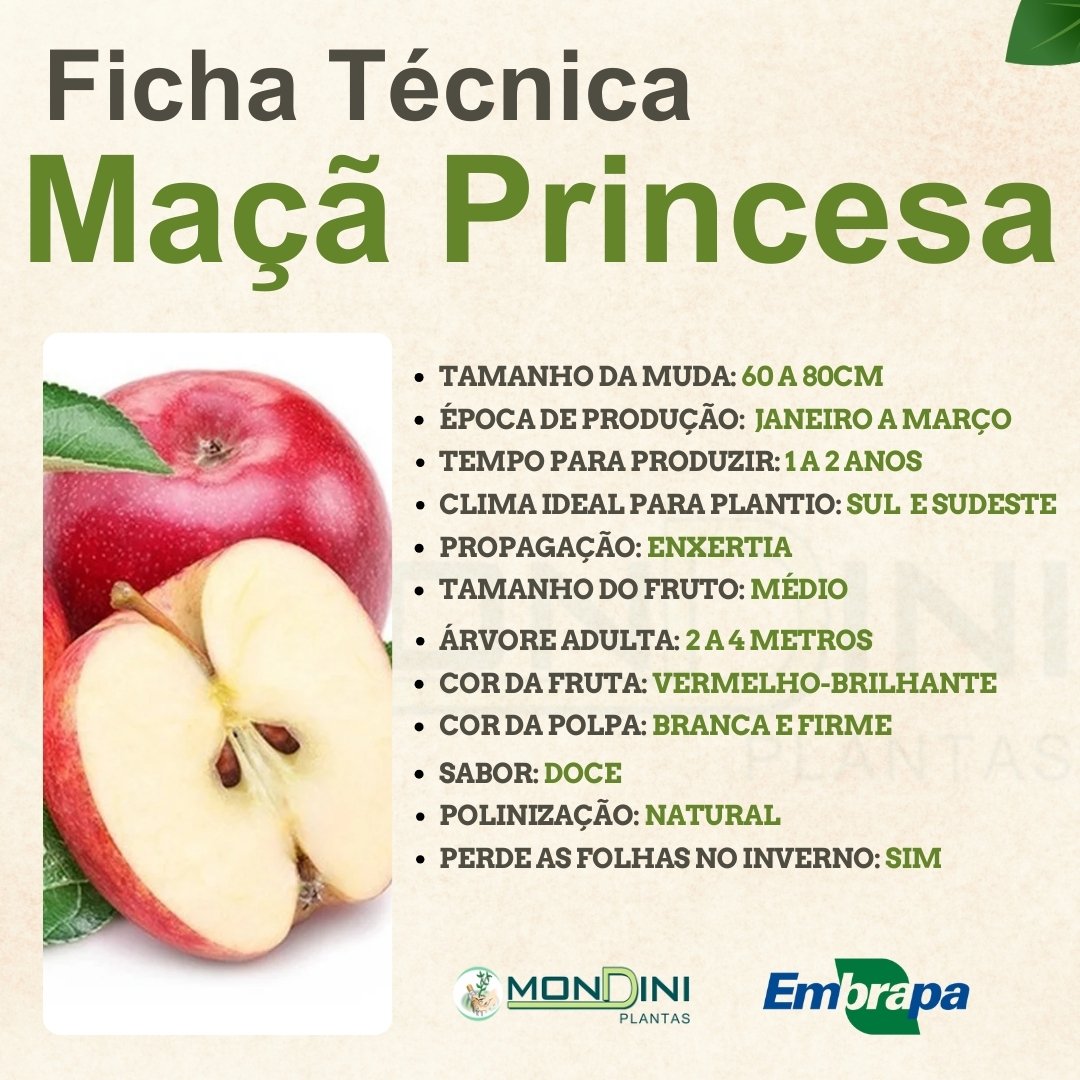 Ficha Técnica
Maçã Princesa
• TAMANHO DA MUDA: 60 A 80CM
• ÉPOCA DE PRODUÇÃO: JANEIRO A MARÇO
• TEMPO PARA PRODUZIR: 1 A 2 ANOS
• CLIMA IDEAL PARA PLANTIO: SUL E SUDESTE
• PROPAGAÇÃO: ENXERTIA
• TAMANHO DO FRUTO: MÉDIO
• ÁRVORE ADULTA: 2 A 4 METROS
• COR DA FRUTA: VERMELHO-BRILHANTE
• COR DA POLPA: BRANCA E FIRME
• SABOR: DOCE
• POLINIZAÇÃO: NATURAL
• PERDE AS FOLHAS NO INVERNO: SIM
MONDINI
PLANTAS
Embrapa
MONDINI
PLANTAS